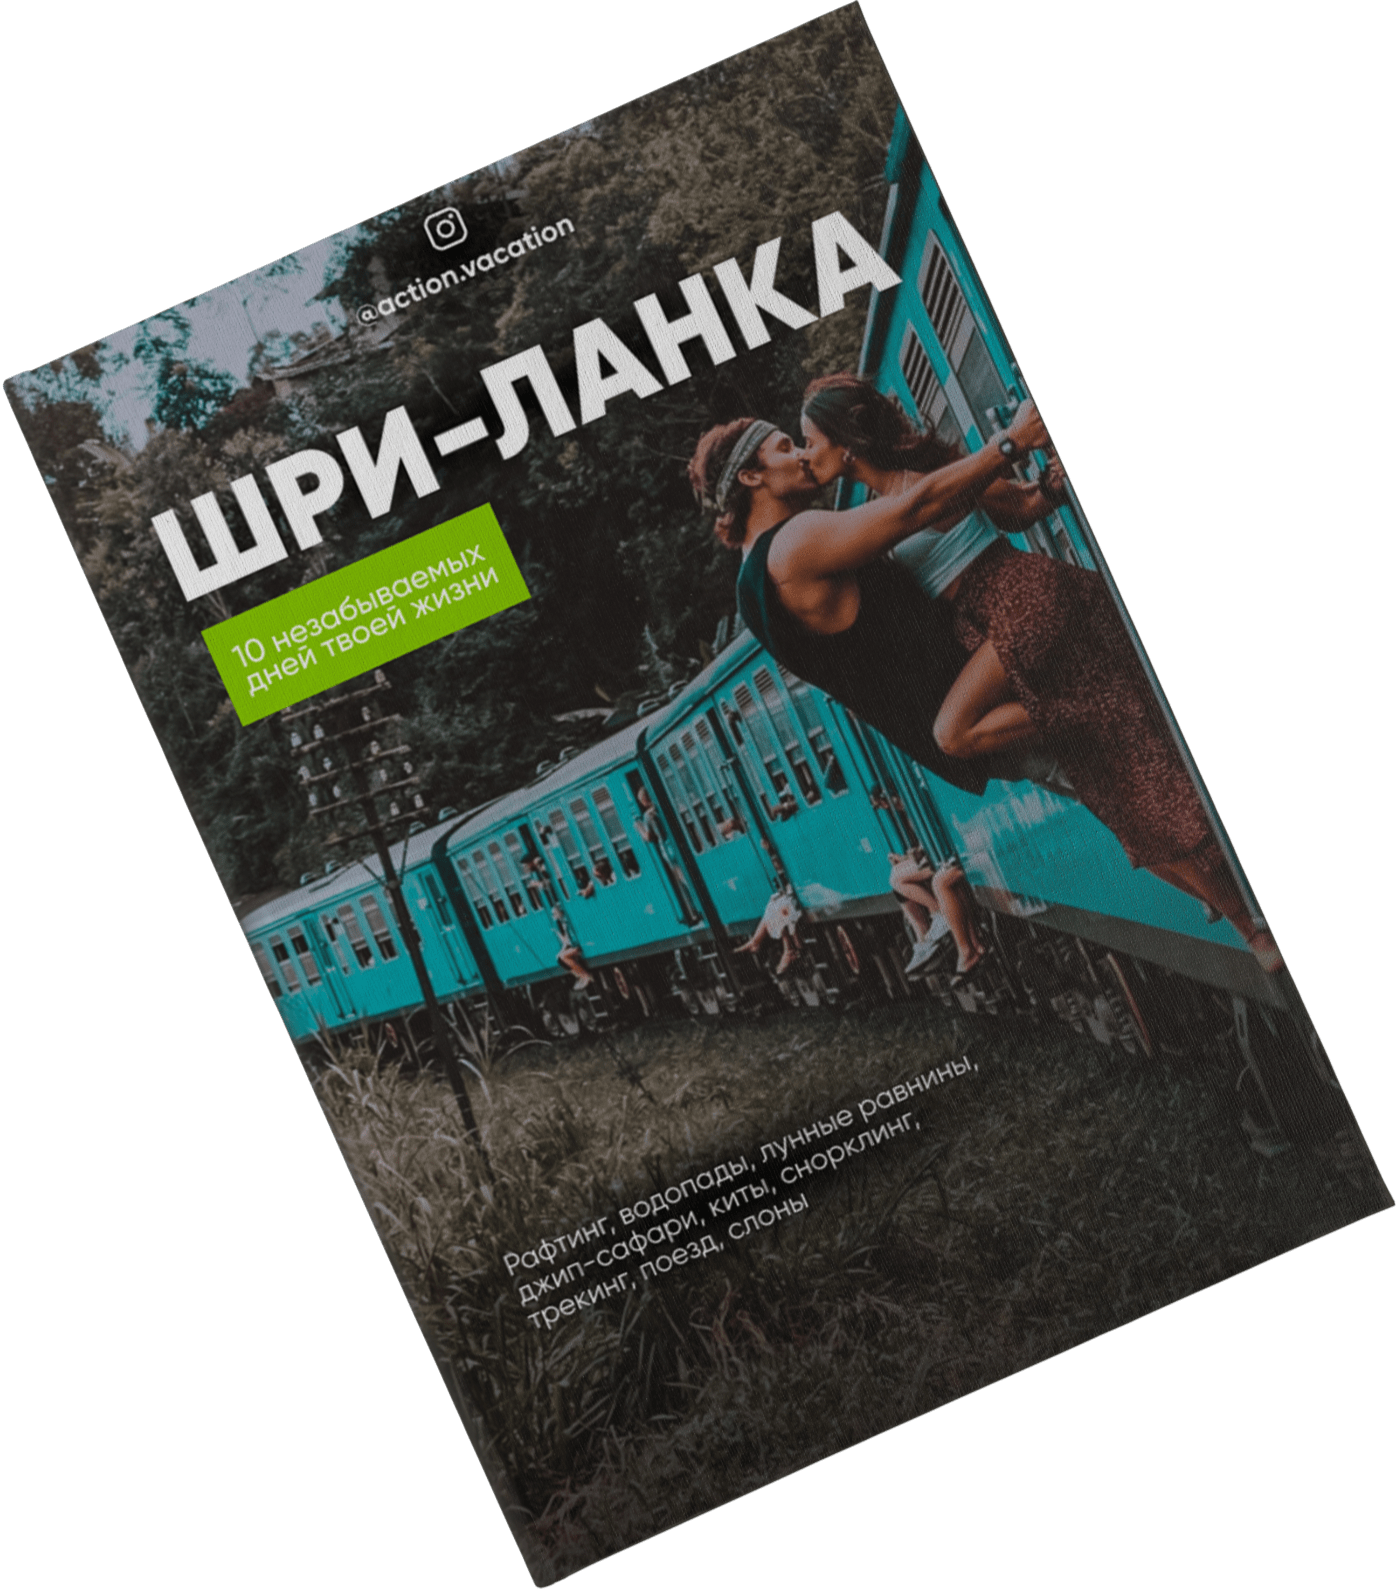 @action.vacation
ШРИ-ЛАНКА
10 незабываемых
дней твоей жизни
Рафтинг, водопады, лунные равнины,
джип-сафари, киты, снорклинг,
трекинг, поезд, слоны